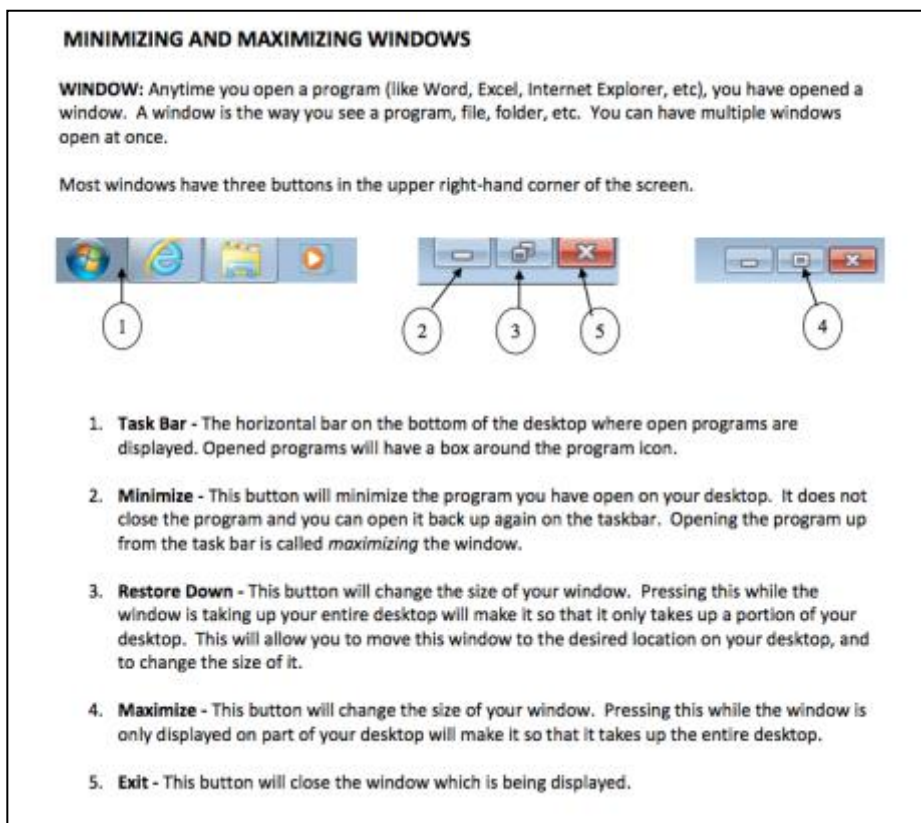 MINIMIZING AND MAXIMIZING WINDOWS
WINDOW: Anytime you open a program (like Word, Excel, Internet Explorer, etc), you have opened a
window. A window is the way you see a program, file, folder, etc. You can have multiple windows
open at once.
Most windows have three buttons in the upper right-hand corner of the screen.
1
2
3
5
4
1. Task Bar - The horizontal bar on the bottom of the desktop where open programs are
displayed. Opened programs will have a box around the program icon.
2. Minimize - This button will minimize the program you have open on your desktop. It does not
close the program and you can open it back up again on the taskbar. Opening the program up
from the task bar is called maximizing the window.
3. Restore Down - This button will change the size of your window. Pressing this while the
window is taking up your entire desktop will make it so that it only takes up a portion of your
desktop. This will allow you to move this window to the desired location on your desktop, and
to change the size of it.
4. Maximize - This button will change the size of your window. Pressing this while the window is
only displayed on part of your desktop will make it so that it takes up the entire desktop.
5. Exit - This button will close the window which is being displayed.